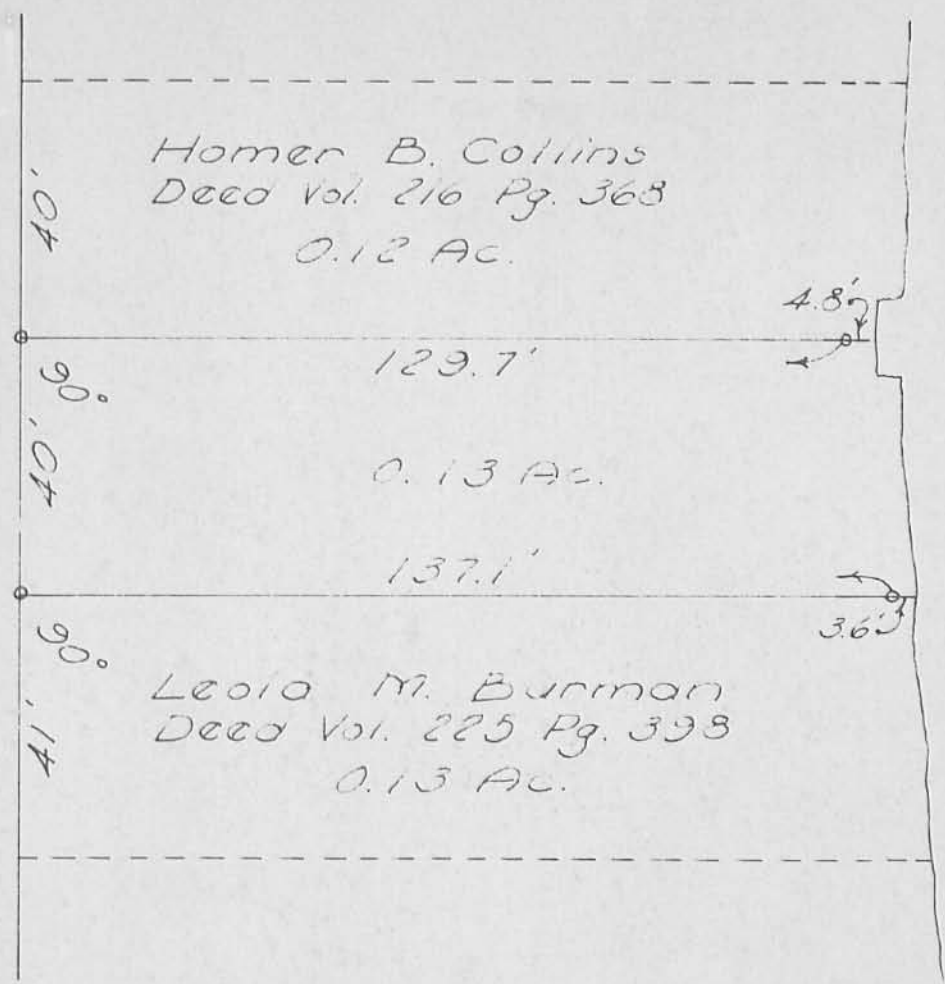 Homer B. Collins
Deed Vol. 216 Pg. 368
0.12 Ac.
40'
4.8'
129.7'
90°
40'
0.13 Ac.
137.1'
3.6'
90°
Leola M. Burman
Deed Vol. 225 Pg. 398
0.13 Ac.
41'